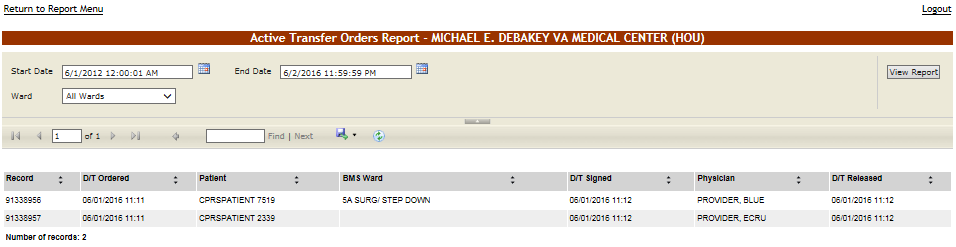 Return to Report Menu Logout
Active Transfer Orders Report - MICHAEL E. DEBAKEY VA MEDICAL CENTER (HOU)
Start Date 6/1/2012 12:00:01 AM End Date 6/2/2016 11:59:59 PM View Report
Ward All Wards
1 of 1 Find | Next
Record D/T Ordered Patient BMS Ward D/T Signed Physician D/T Released
91338956 06/01/2016 11:11 CPRSPATIENT 7519 5A SURG/ STEP DOWN 06/01/2016 11:12 PROVIDER, BLUE 06/01/2016 11:12
91338957 06/01/2016 11:11 CPRSPATIENT 2339 06/01/2016 11:12 PROVIDER, ECRU 06/01/2016 11:12
Number of records: 2